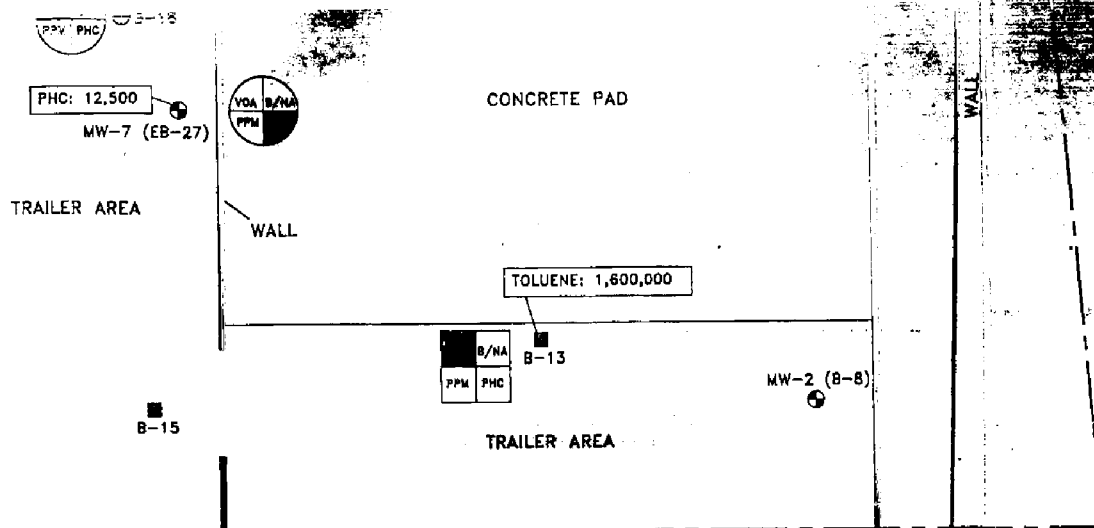 PPM PHC
B-18
PHC: 12,500
MW-7 (EB-27)
VOA B/NA
PPM
CONCRETE PAD
WALL
TRAILER AREA
WALL
TOLUENE: 1,600,000
B/NA
PPM PHC
B-13
MW-2 (B-8)
B-15
TRAILER AREA